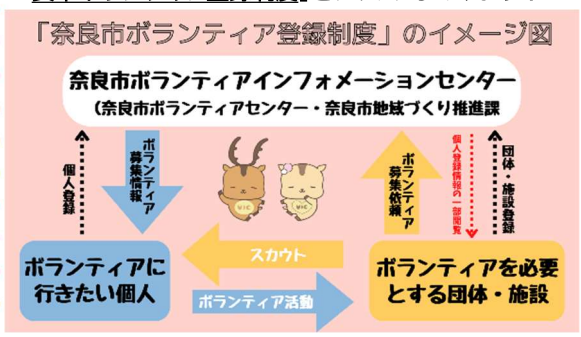 「奈良市ボランティア登録制度」のイメージ図
奈良市ボランティアインフォメーションセンター
（奈良市ボランティアセンター・奈良市地域づくり推進課
個人登録
ボランティア
募集情報
VIC
VIC
ボランティア
募集依頼
個人登録情報の一部閲覧
団体・施設登録
スカウト
ボランティア活動
ボランティアに
行きたい個人
ボランティアを必要
とする団体・施設